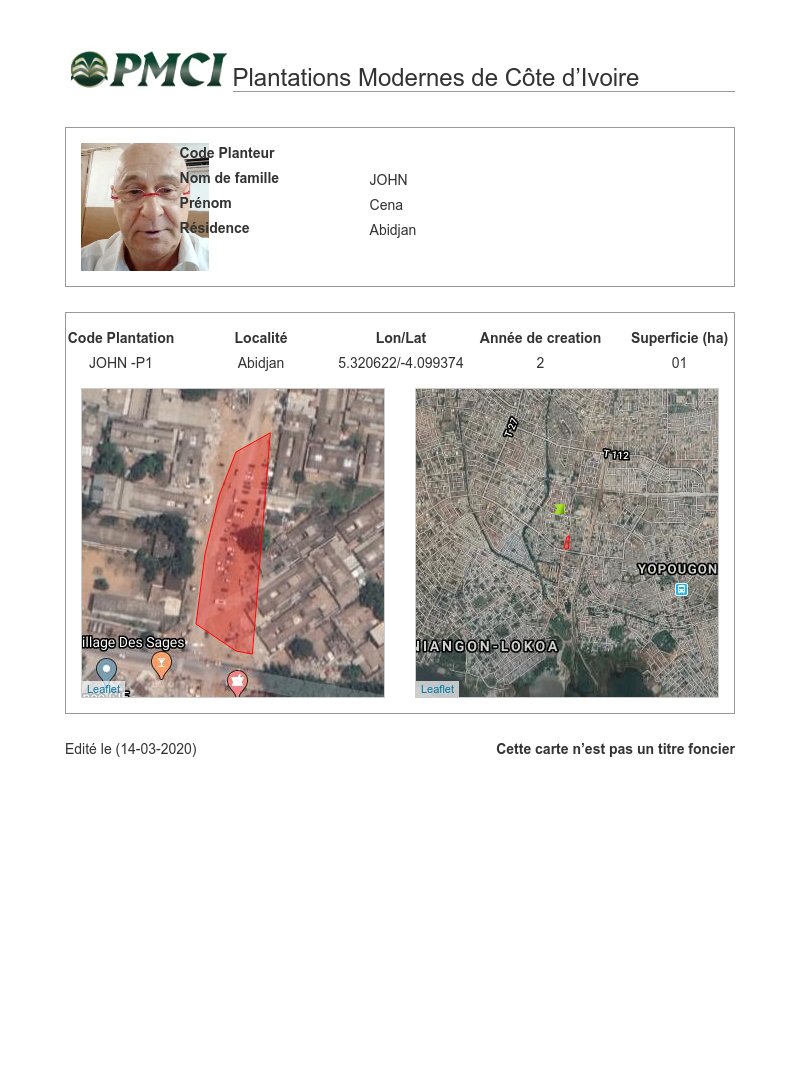 PMCI Plantations Modernes de Côte d’Ivoire
Code Planteur
Nom de famille JOHN
Prénom Cena
Résidence Abidjan
Code Plantation Localité Lon/Lat Année de creation Superficie (ha)
JOHN -P1 Abidjan 5.320622/-4.099374 2 01
T27
T112
YOPOUGON
illage Des Sages
NIANGON-LOKOA
Leaflet Leaflet
Edité le (14-03-2020) Cette carte n’est pas un titre foncier